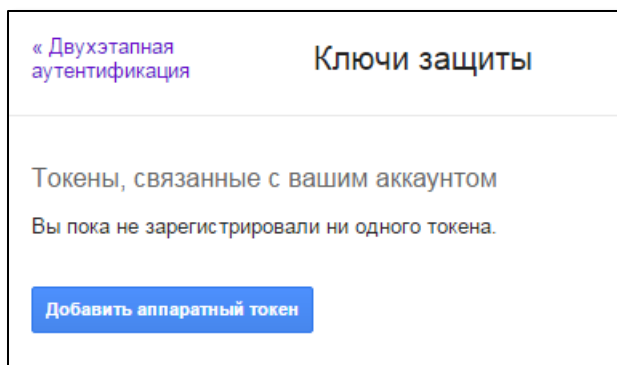 « Двухэтапная
аутентификация
Ключи защиты
Токены, связанные с вашим аккаунтом
Вы пока не зарегистрировали ни одного токена.
Добавить аппаратный токен